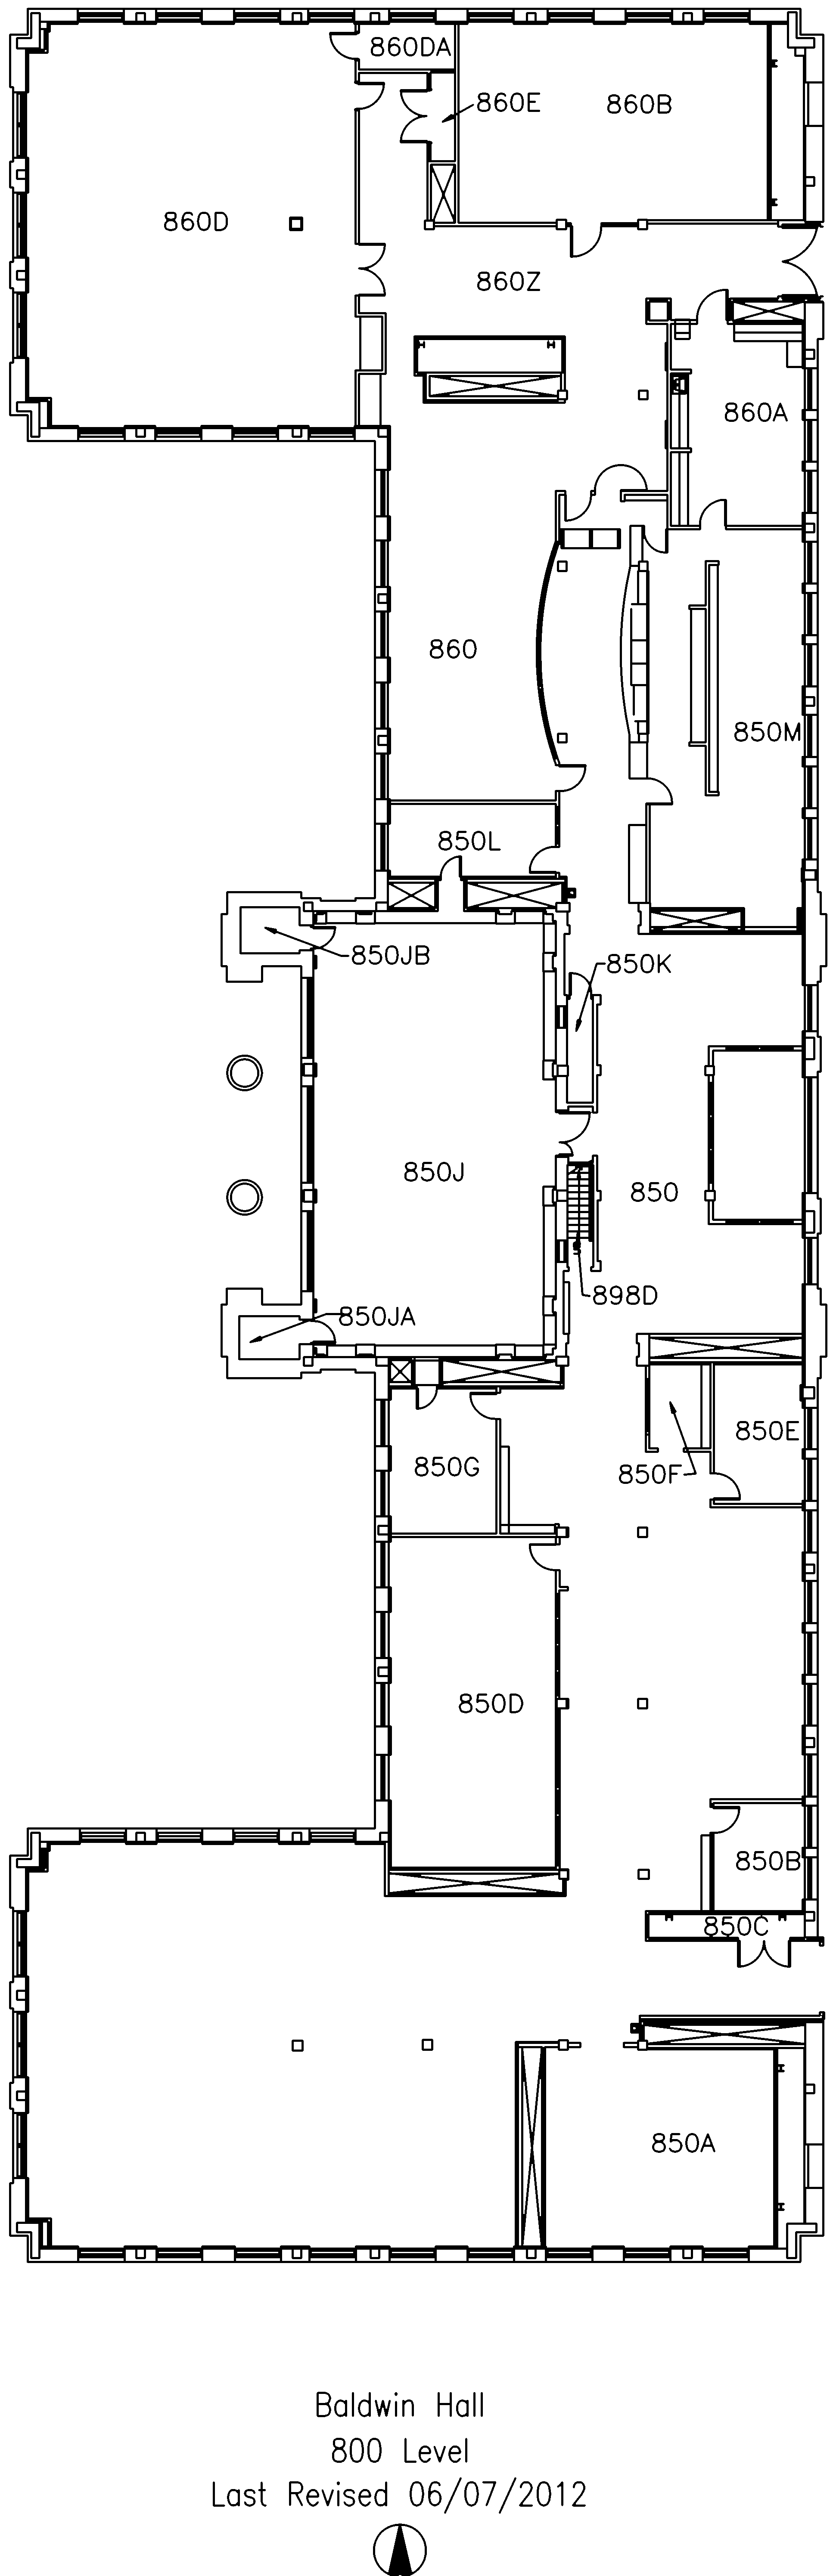 860DA
860E
860B
860D
860Z
860A
860
850M
850L
850JB
850K
850J
850
898D
850JA
850E
850G
850F
850D
850B
850C
850A
Baldwin Hall
800 Level
Last Revised 06/07/2012